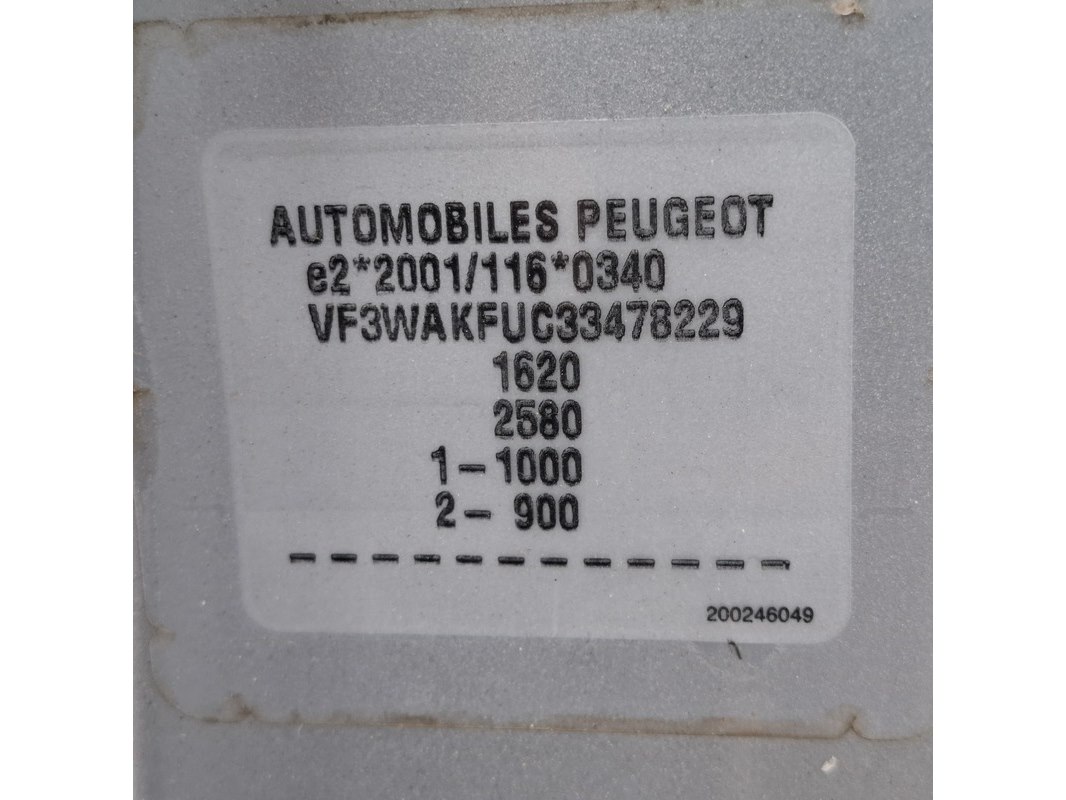 AUTOMOBILES PEUGEOT
e2*2001/116*0340
VF3WAKFUC33478229
1620
2580
1-1000
2- 900
- - - - - - - - - - - -
200246049